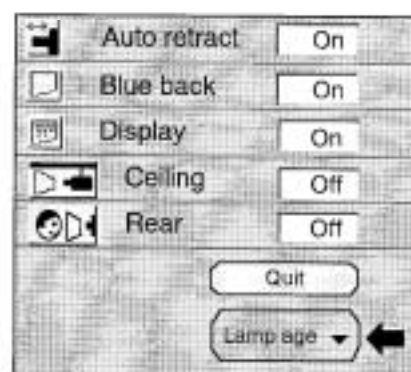 Auto retract On
Blue back On
Display On
Ceiling Off
Rear Off
Quit
Lamp age